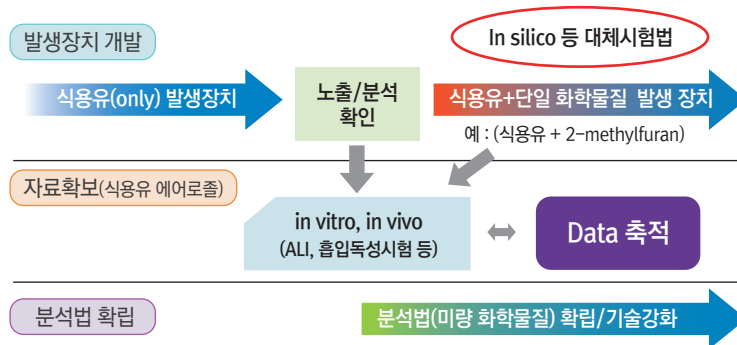 발생장치 개발
In silico 등 대체시험법
식용유(only) 발생장치
노출/분석
확인
식용유+단일 화학물질 발생 장치
예 : (식용유 + 2-methylfuran)
자료확보(식용유 에어로졸)
in vitro, in vivo
(ALI, 흡입독성시험 등)
Data 축적
분석법 확립
분석법(미량 화학물질) 확립/기술강화